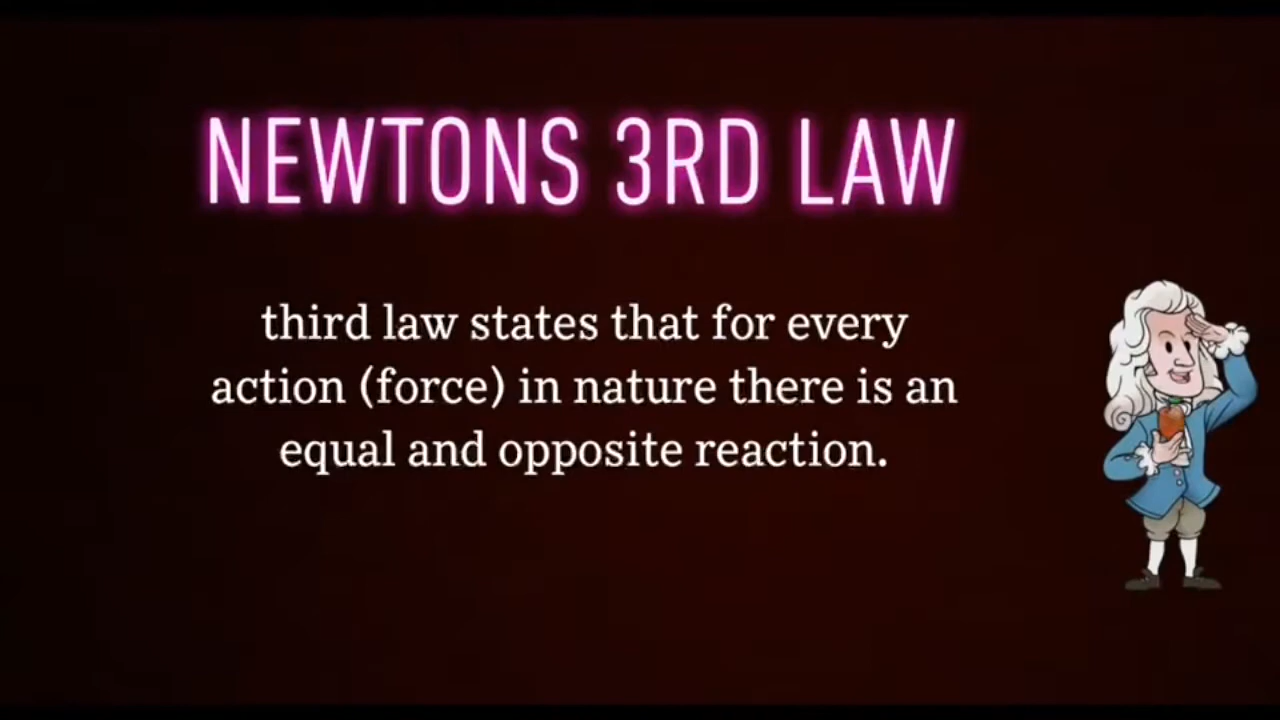 NEWTONS 3RD LAW
third law states that for every
action (force) in nature there is an
equal and opposite reaction.